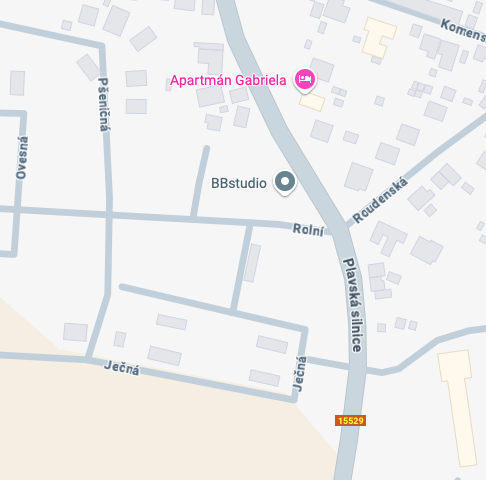 Komens
Apartmán Gabriela
Pšeničná
Ovesná
BBstudio
Roudenská
Rolní
Plavská silnice
Ječná
Ječná
15529